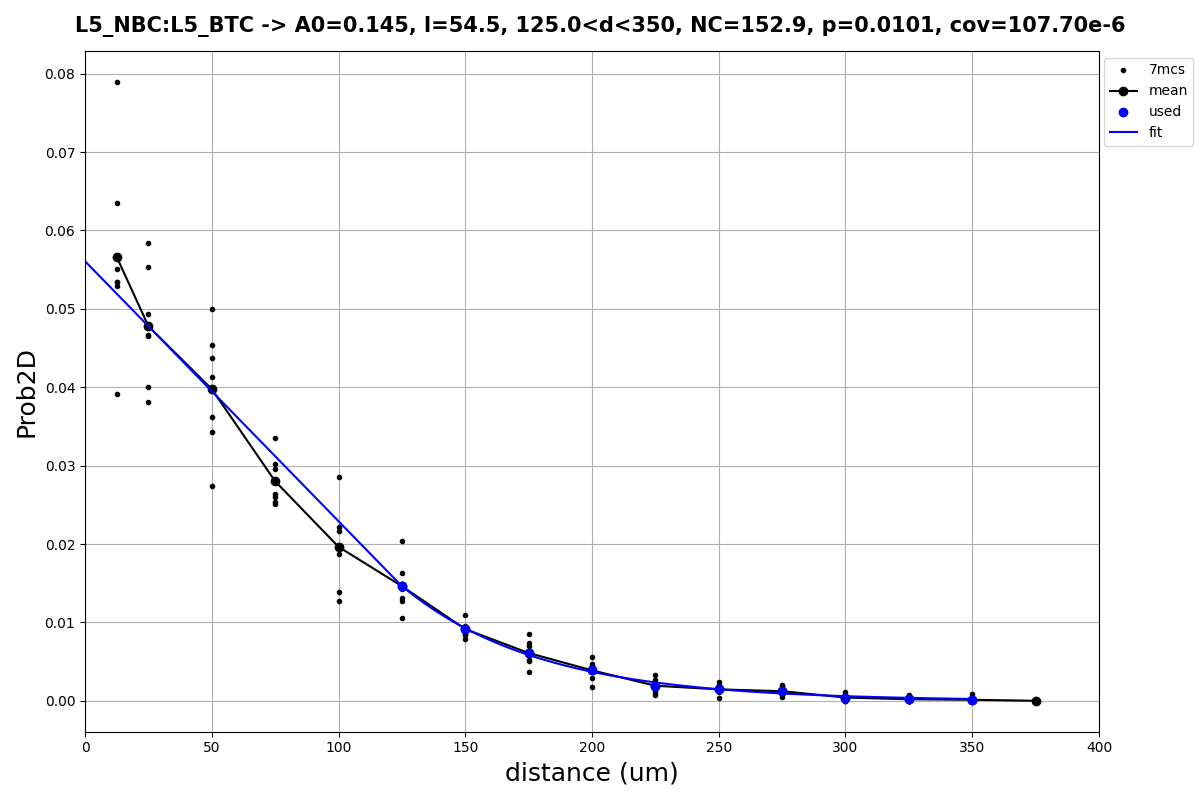 L5_NBC:L5_BTC -> A0=0.145, l=54.5, 125.0<d<350, NC=152.9, p=0.0101, cov=107.70e-6
7mcs
mean
used
fit
0.08
0.07
0.06
0.05
0.04
0.03
0.02
0.01
0.00
Prob2D
0
50
100
150
200
250
300
350
400
distance (um)